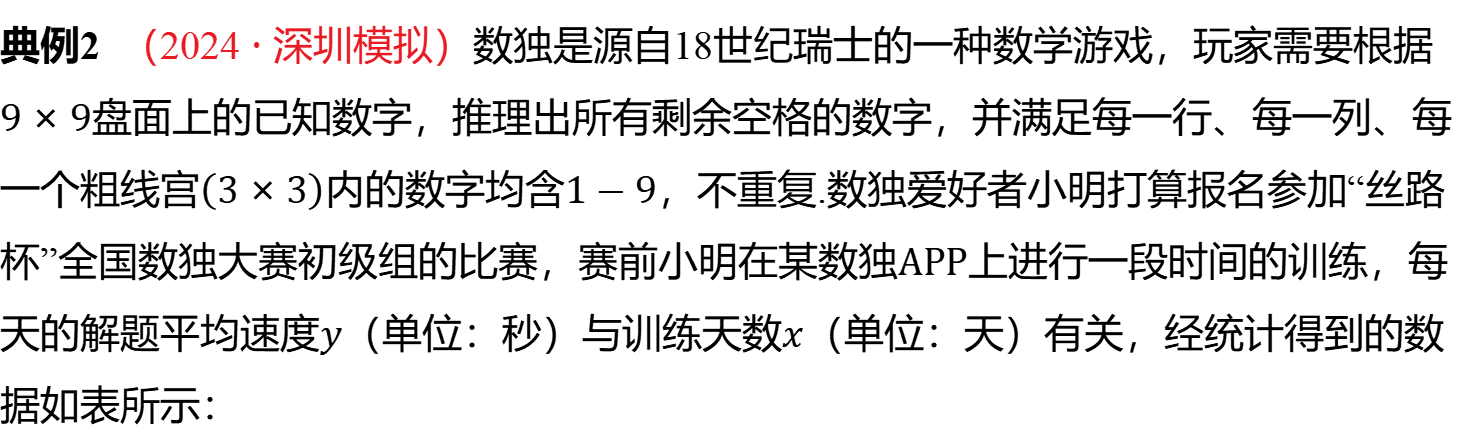 典例2 （2024 · 深圳模拟）数独是源自18世纪瑞士的一种数学游戏，玩家需要根据
9 × 9盘面上的已知数字，推理出所有剩余空格的数字，并满足每一行、每一列、每
一个粗线宫(3 × 3)内的数字均含1 − 9，不重复.数独爱好者小明打算报名参加“丝路
杯”全国数独大赛初级组的比赛，赛前小明在某数独APP上进行一段时间的训练，每
天的解题平均速度y（单位：秒）与训练天数x（单位：天）有关，经统计得到的数
据如表所示：